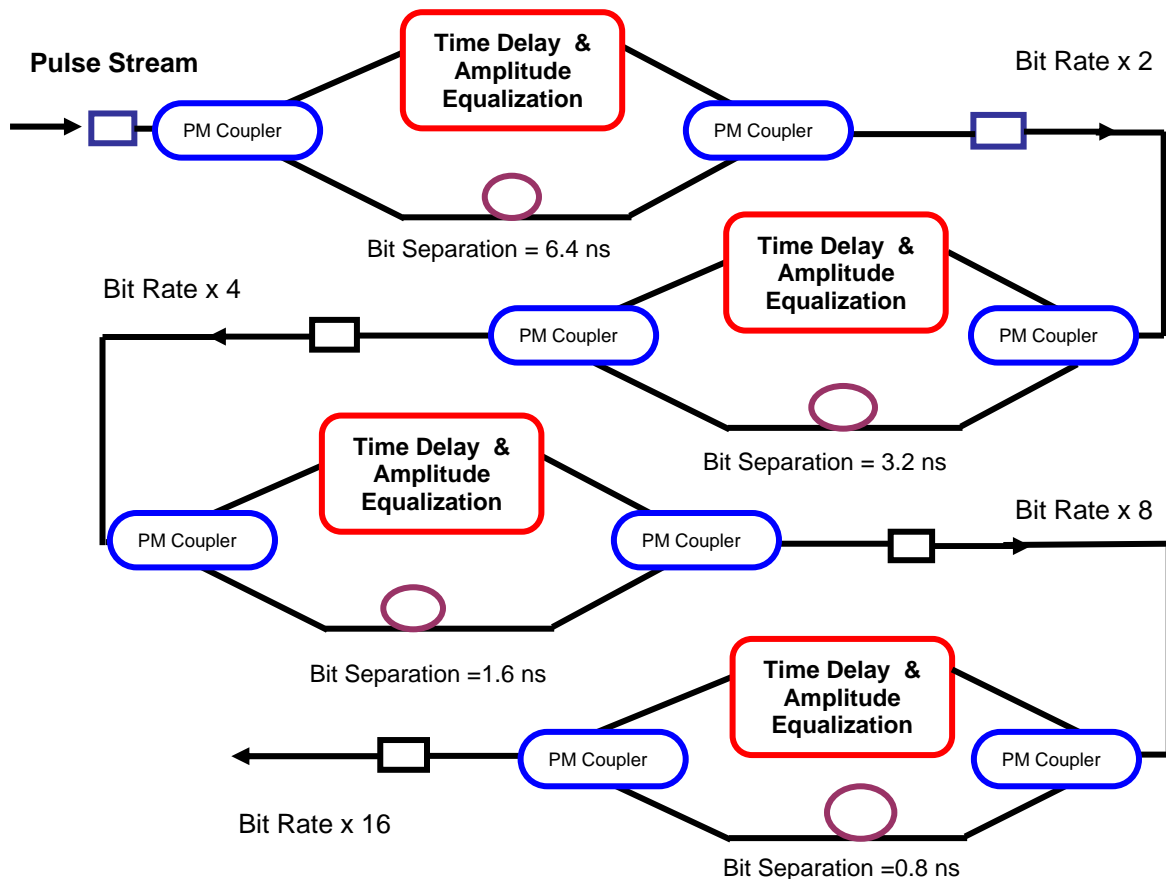 Pulse Stream
Time Delay &
Amplitude
Equalization
Bit Rate x 2
PM Coupler
PM Coupler
Bit Separation = 6.4 ns
Time Delay &
Amplitude
Equalization
Bit Rate x 4
PM Coupler
PM Coupler
Bit Separation = 3.2 ns
Time Delay &
Amplitude
Equalization
Bit Rate x 8
PM Coupler
PM Coupler
Bit Separation =1.6 ns
Time Delay &
Amplitude
Equalization
PM Coupler
PM Coupler
Bit Rate x 16
Bit Separation =0.8 ns